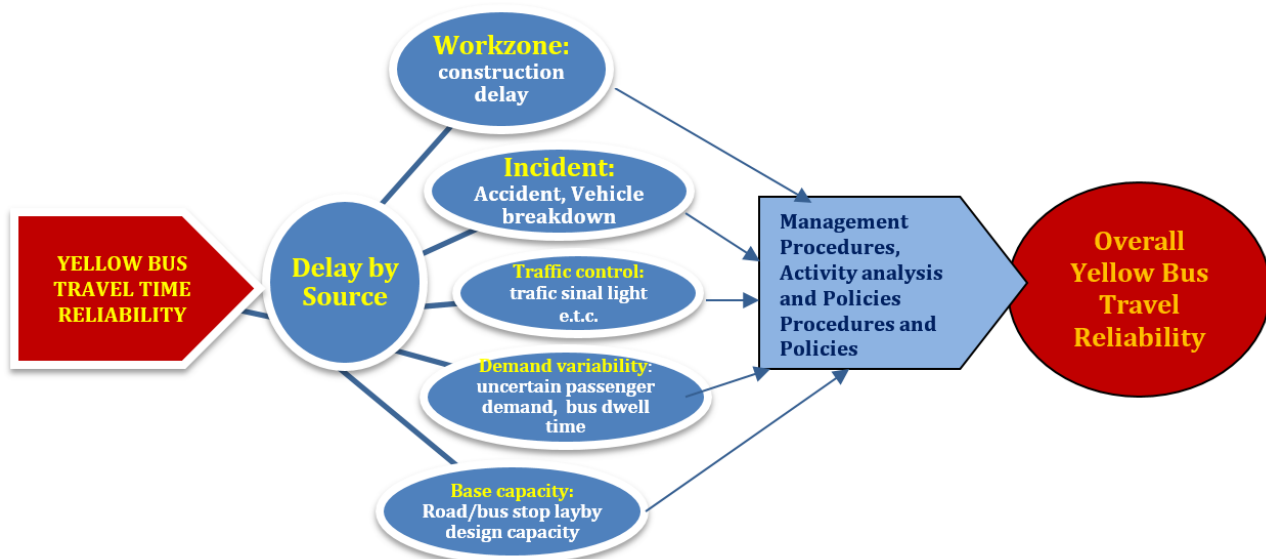 YELLOW BUS
TRAVEL TIME
RELIABILITY
Delay by
Source
Workzone:
construction
delay
Incident:
Accident, Vehicle
breakdown
Traffic control:
trafic sinal light
e.t.c.
Demand variability:
uncertain passenger
demand, bus dwell
time
Base capacity:
Road/bus stop layby
design capacity
Management
Procedures,
Activity analysis
and Policies
Procedures and
Policies
Overall
Yellow Bus
Travel
Reliability